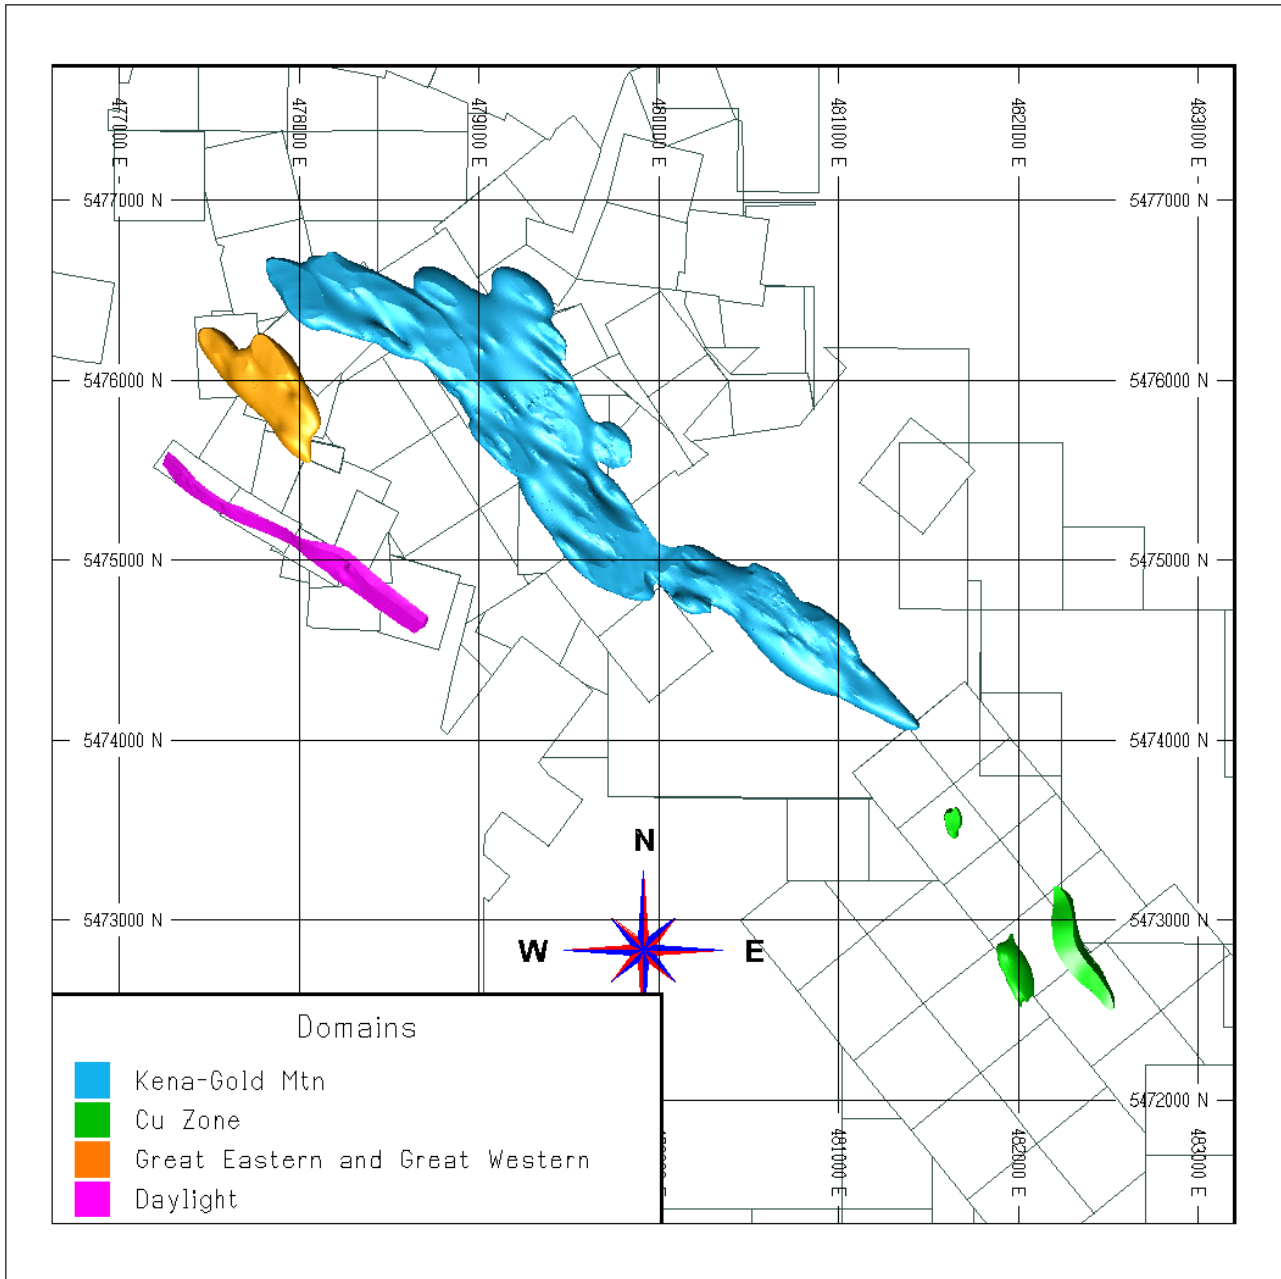 477000 E
478000 E
479000 E
480000 E
481000 E
482000 E
483000 E
5477000 N
5477000 N
5476000 N
5476000 N
5475000 N
5475000 N
5474000 N
5474000 N
N
5473000 N
5473000 N
W
E
Domains
Kena-Gold Mtn
5472000 N
Cu Zone
Great Eastern and Great Western
481000 E
482000 E
483000 E
Daylight